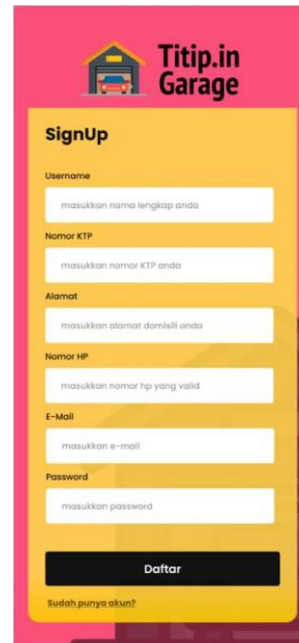 Titip.in
Garage
SignUp
Username
masukkan nama lengkap anda
Nomor KTP
masukkan nomor KTP anda
Alamat
masukkan alamat domisili anda
Nomor HP
masukkan nomor hp yang valid
E-Mail
masukkan e-mail
Password
masukkan password
Daftar
Sudah punya akun?